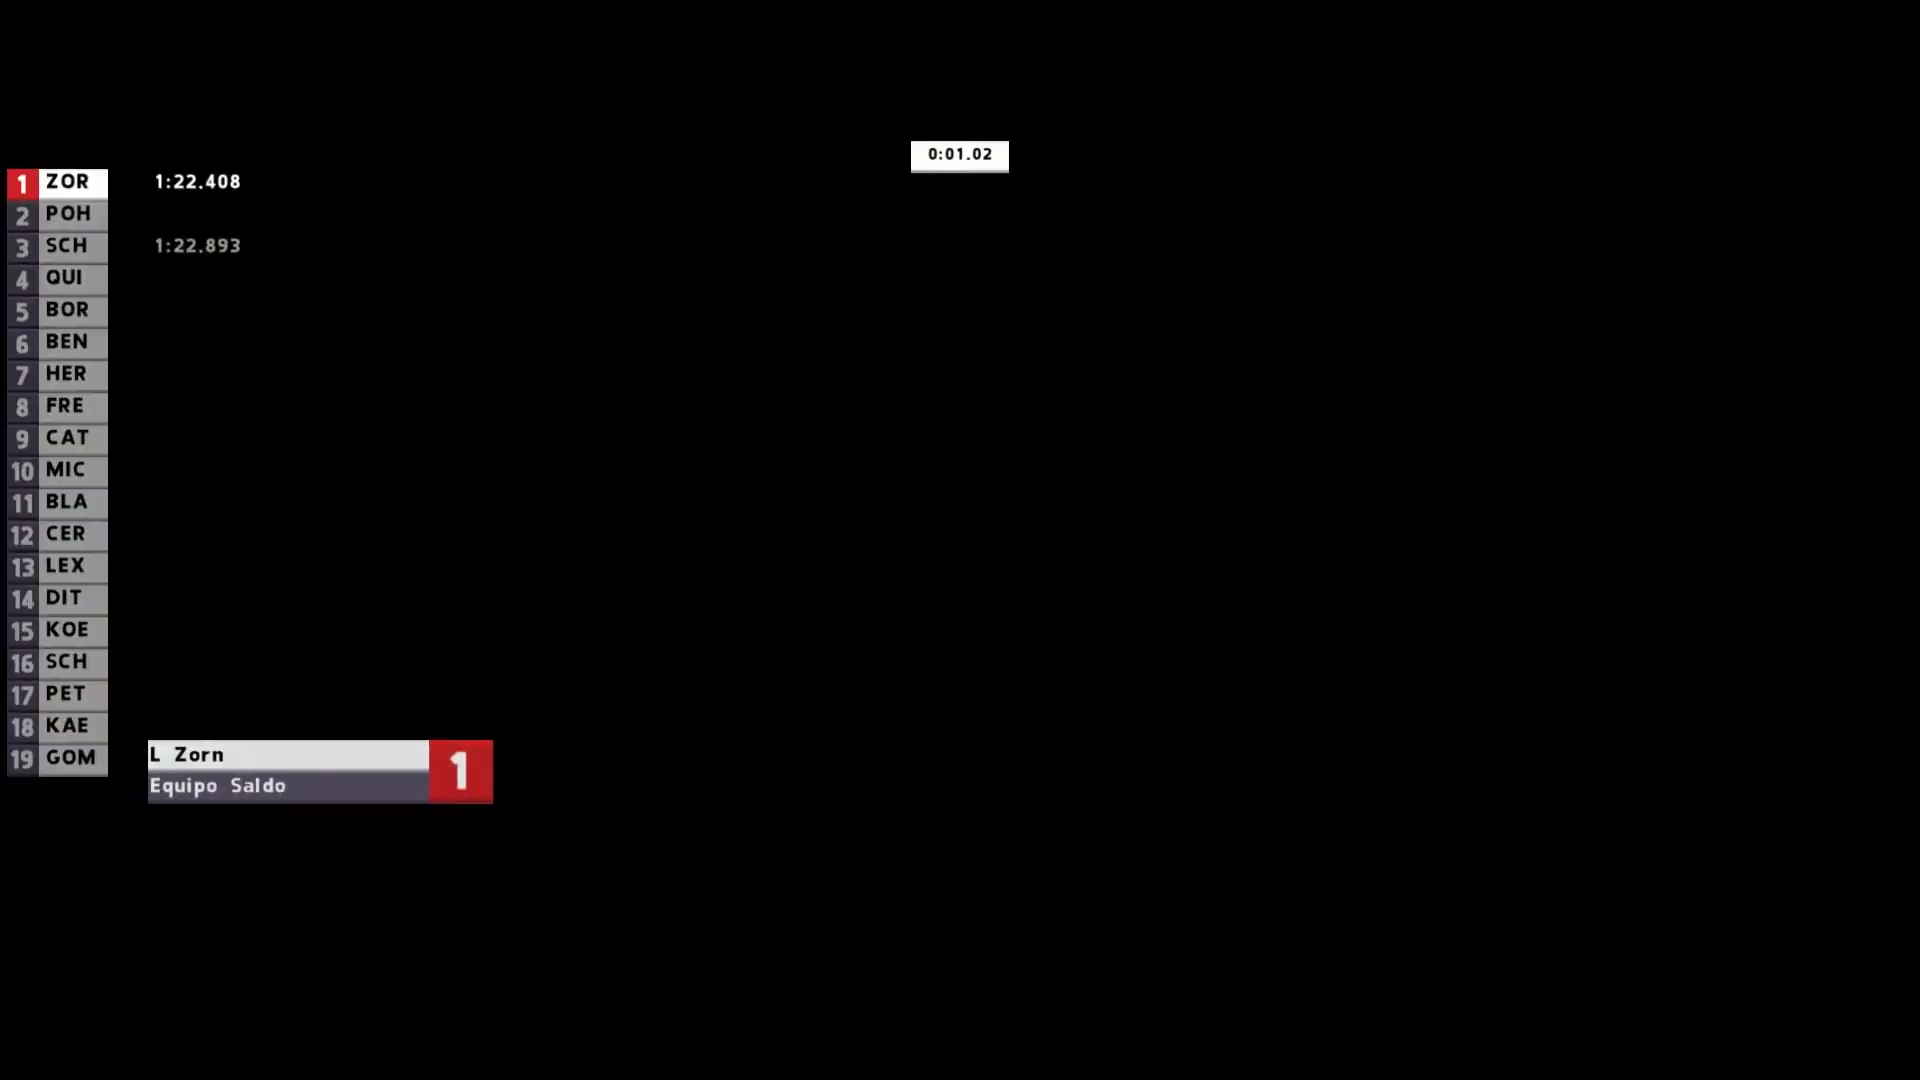 0:01.02
1 ZOR 1:22.408
2 POH
3 SCH 1:22.893
4 QUI
5 BOR
6 BEN
7 HER
8 FRE
9 CAT
10 MIC
11 BLA
12 CER
13 LEX
14 DIT
15 KOE
16 SCH
17 PET
18 KAE
19 GOM
L Zorn
Equipo Saldo
1